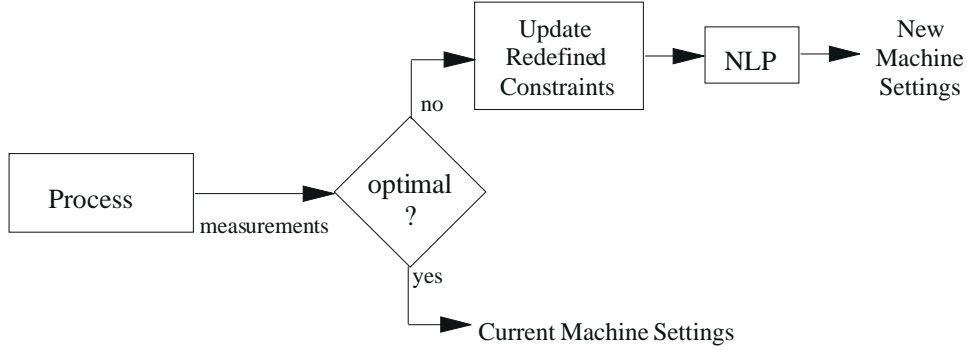 Update
Redefined
Constraints
NLP
New
Machine
Settings
no
Process
measurements
optimal
?
yes
Current Machine Settings